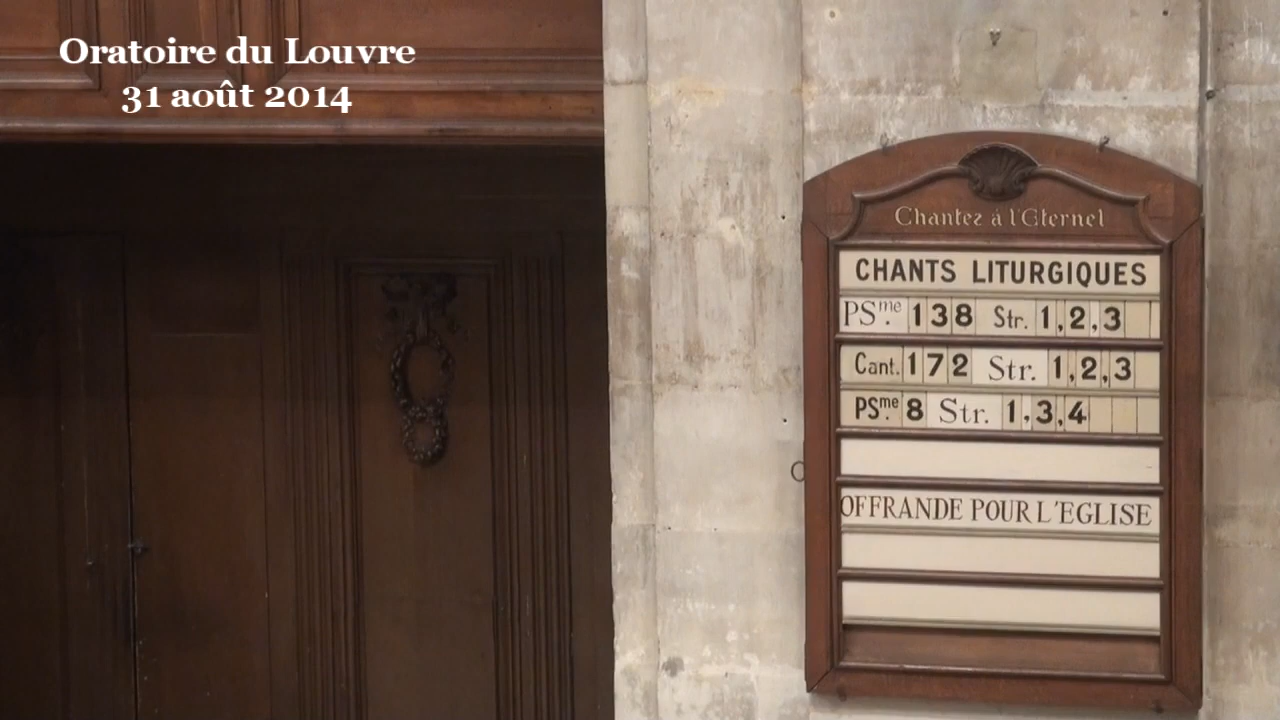 Oratoire du Louvre
31 août 2014
Chantez à l'Eternel
CHANTS LITURGIQUES
PSme. 138 Str. 1,2,3
Cant. 172 Str. 1,2,3
PSme. 8 Str. 1,3,4
OFFRANDE POUR L'EGLISE